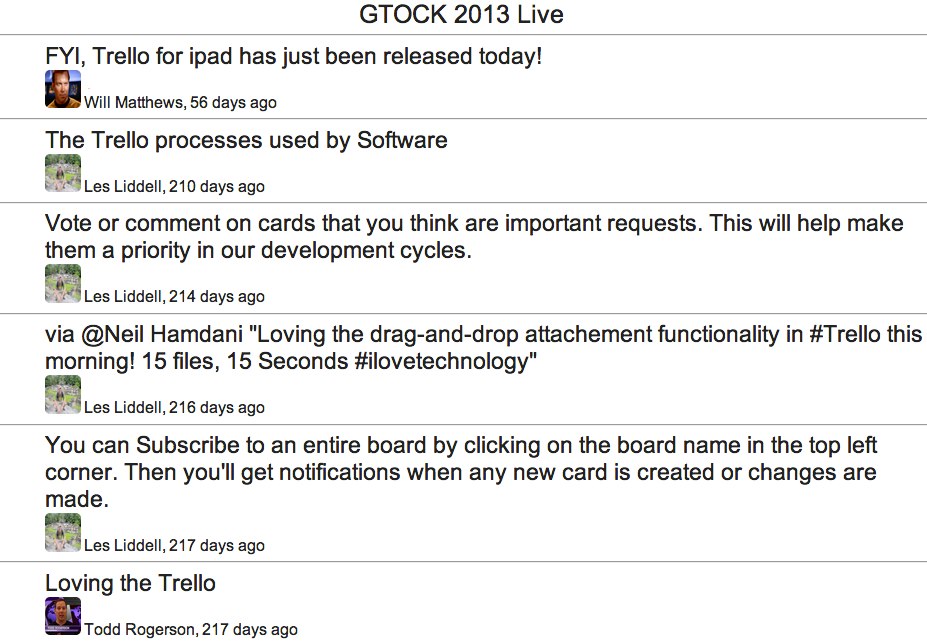 GTOCK 2013 Live
FYI, Trello for ipad has just been released today!
Will Matthews, 56 days ago
The Trello processes used by Software
Les Liddell, 210 days ago
Vote or comment on cards that you think are important requests. This will help make
them a priority in our development cycles.
Les Liddell, 214 days ago
via @Neil Hamdani "Loving the drag-and-drop attachement functionality in #Trello this
morning! 15 files, 15 Seconds #ilovetechnology"
Les Liddell, 216 days ago
You can Subscribe to an entire board by clicking on the board name in the top left
corner. Then you'll get notifications when any new card is created or changes are
made.
Les Liddell, 217 days ago
Loving the Trello
Todd Rogerson, 217 days ago